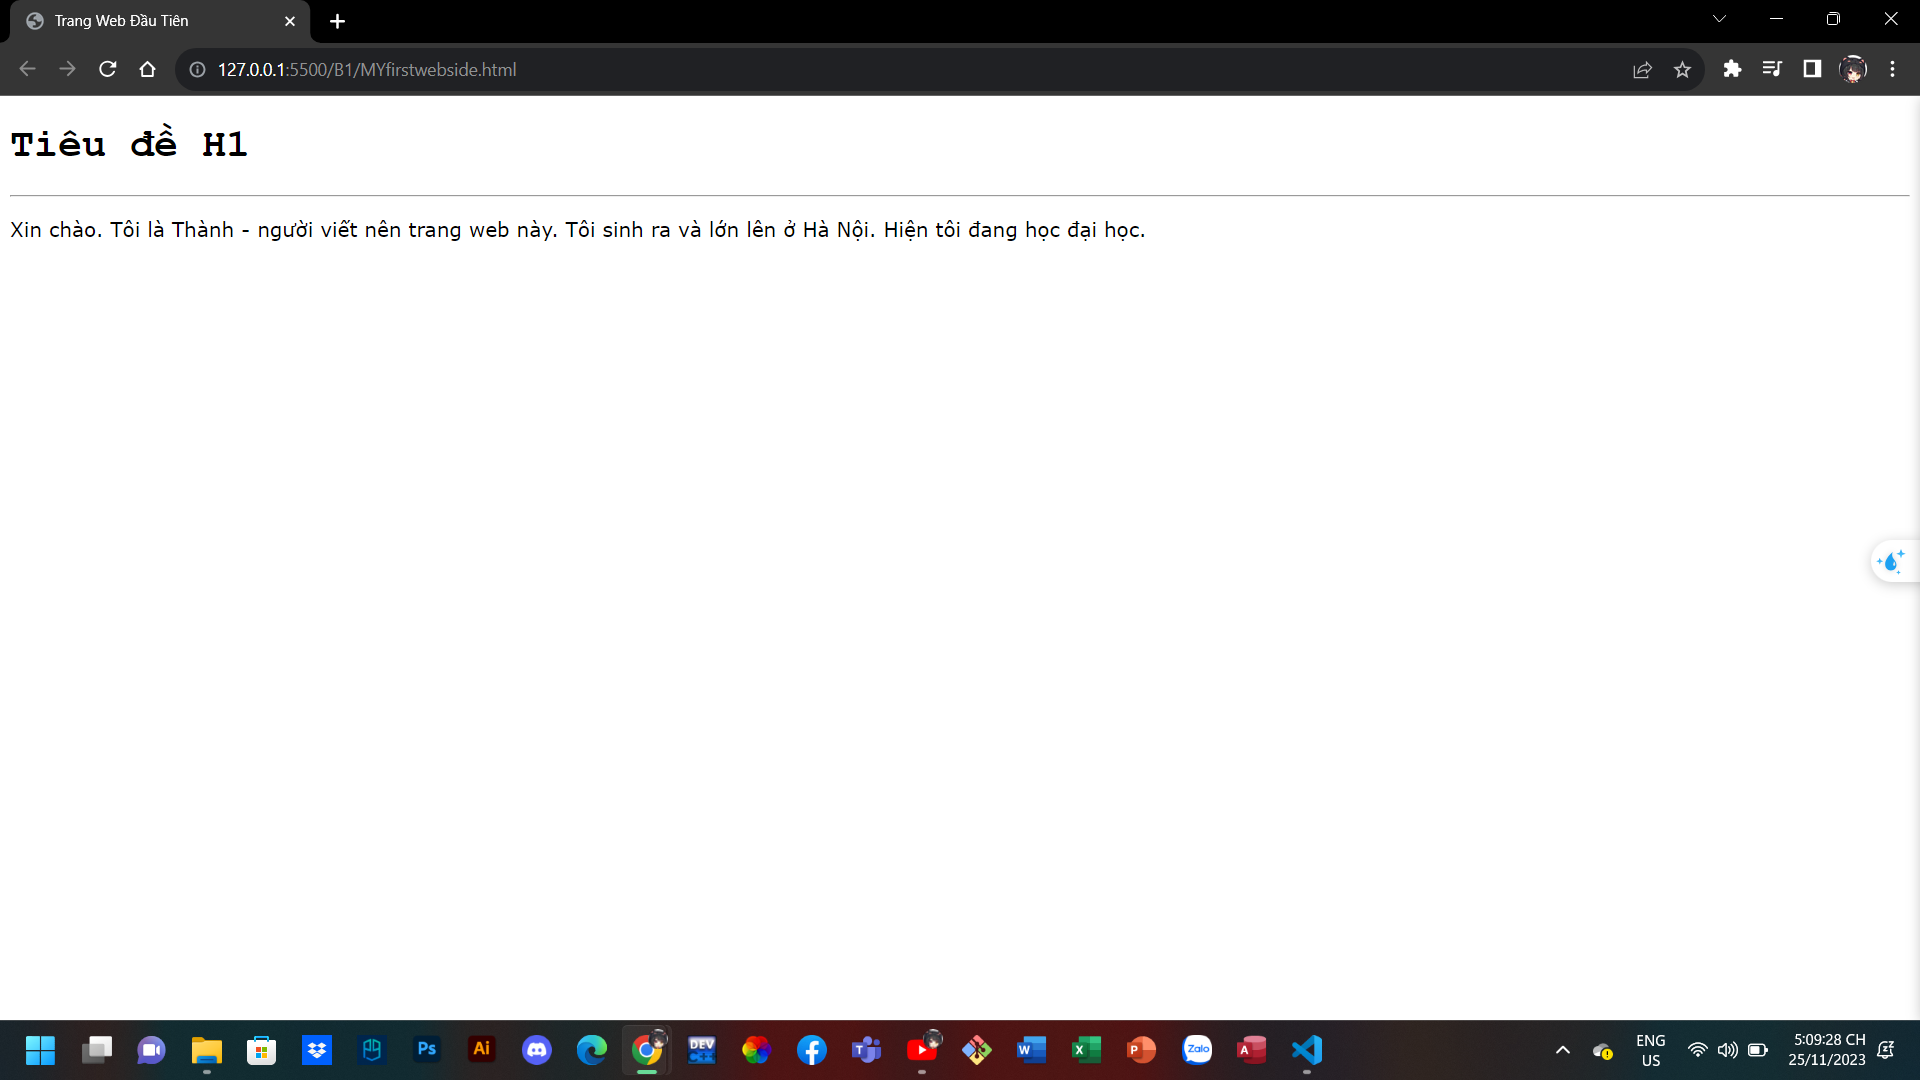 Trang Web Đầu Tiên
127.0.0.1:5500/B1/MYfirstwebside.html
Tiêu đề H1
Xin chào. Tôi là Thành - người viết nên trang web này. Tôi sinh ra và lớn lên ở Hà Nội. Hiện tôi đang học đại học.
Ps
Ai
DEV
C++
T
W
X
P
Zalo
A
ENG
US
5:09:28 CH
25/11/2023